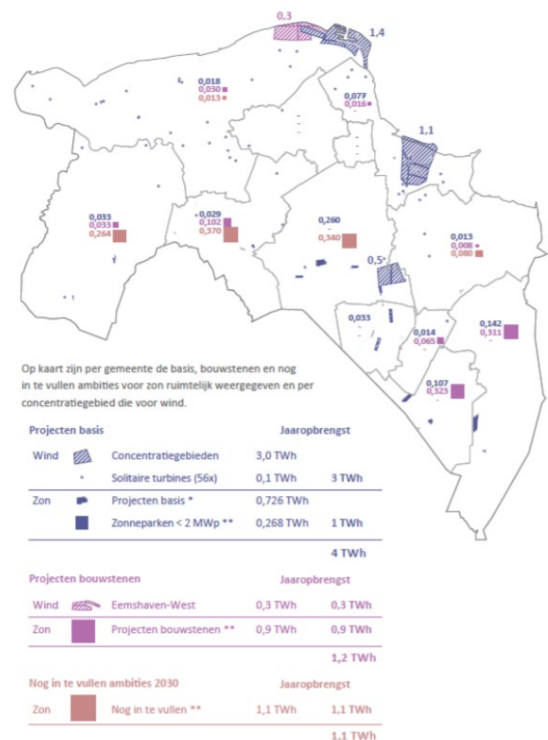 0,3
1,4
0,018
0,030
0,013
0,077
0,016
1,1
0,033
0,033
0,264
0,029
0,102
0,370
0,260
0,340
0,013
0,008
0,080
0,5
0,033
0,014
0,065
0,142
0,311
0,107
0,323
Op kaart zijn per gemeente de basis, bouwstenen en nog
in te vullen ambities voor zon ruimtelijk weergegeven en per
concentratiegebied die voor wind.
Projecten basis Jaaropbrengst
Wind Concentratiegebieden 3,0 TWh
Solitaire turbines (56x) 0,1 TWh 3 TWh
Zon Projecten basis * 0,726 TWh
Zonneparken < 2 MWp ** 0,268 TWh 1 TWh
4 TWh
Projecten bouwstenen Jaaropbrengst
Wind Eemshaven-West 0,3 TWh 0,3 TWh
Zon Projecten bouwstenen ** 0,9 TWh 0,9 TWh
1,2 TWh
Nog in te vullen ambities 2030 Jaaropbrengst
Zon Nog in te vullen ** 1,1 TWh 1,1 TWh
1,1 TWh